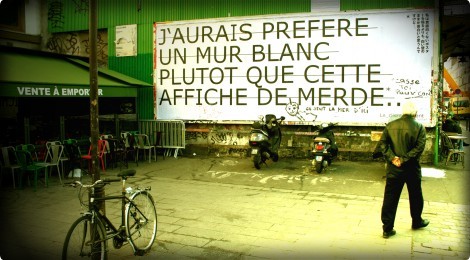 J'AURAIS PREFERE
UN MUR BLANC
PLUTOT QUE CETTE
AFFICHE DE MERDE..
VENTE À EMPORTER